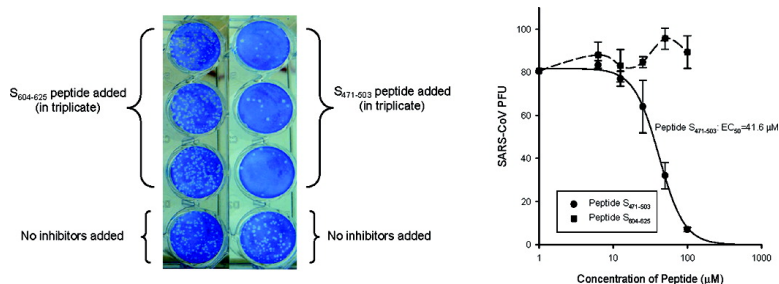 S604-625 peptide added
(in triplicate)
S471-503 peptide added
(in triplicate)
No inhibitors added
No inhibitors added
SARS-CoV PFU
100
80
60
40
20
0
Peptide S471-503: EC50=41.6 µM
Peptide S471-503
Peptide S604-625
1
10
100
1000
Concentration of Peptide (µM)